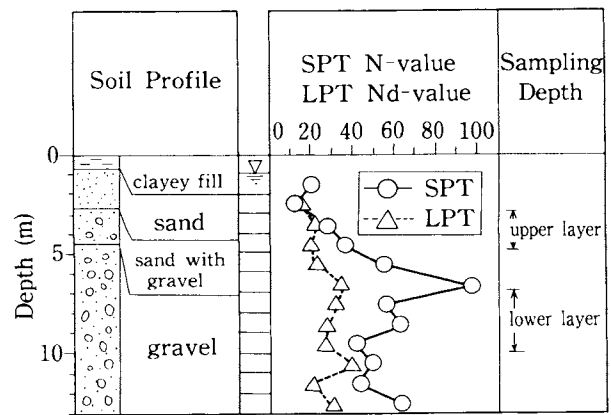 Soil Profile
SPT N-value
LPT Nd-value
Sampling
Depth
0 20 40 60 80 100
0
5
10
Depth (m)
clayey fill
sand
sand with
gravel
gravel
SPT
LPT
upper layer
lower layer